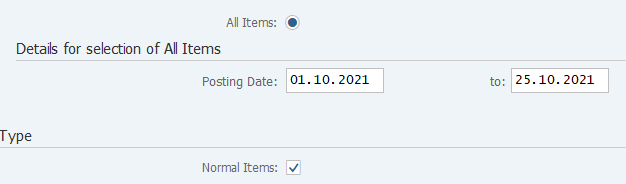 All Items:
Details for selection of All Items
Posting Date: 01.10.2021 to: 25.10.2021
Type
Normal Items: